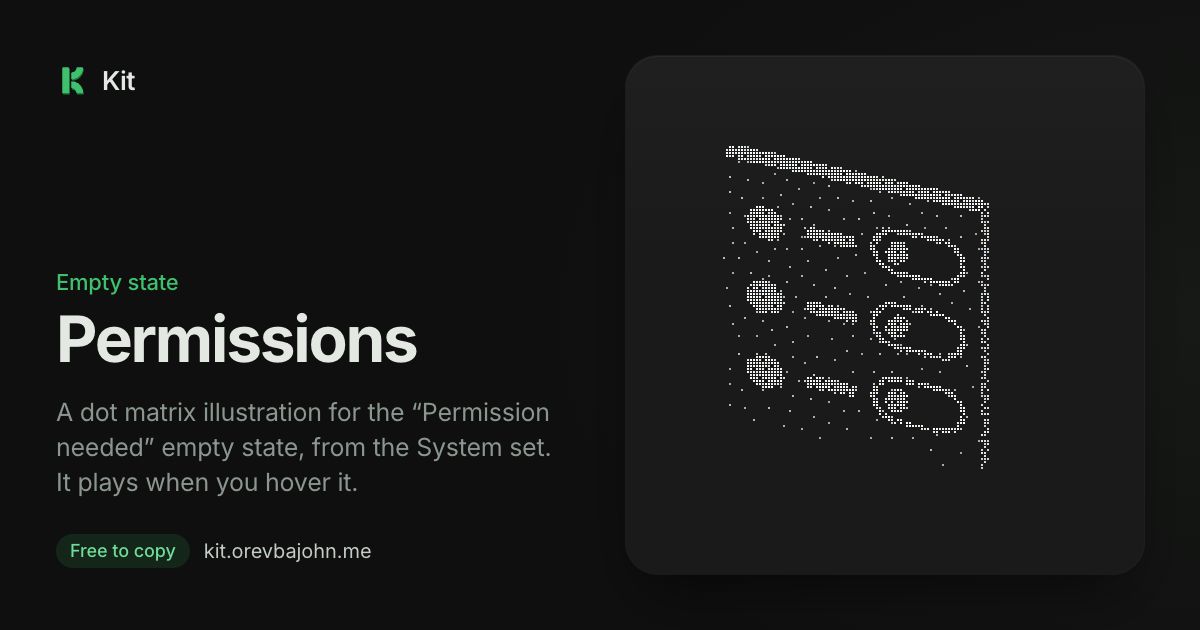 Kit
Empty state
Permissions
A dot matrix illustration for the “Permission
needed” empty state, from the System set.
It plays when you hover it.
Free to copy
kit.orevbajohn.me